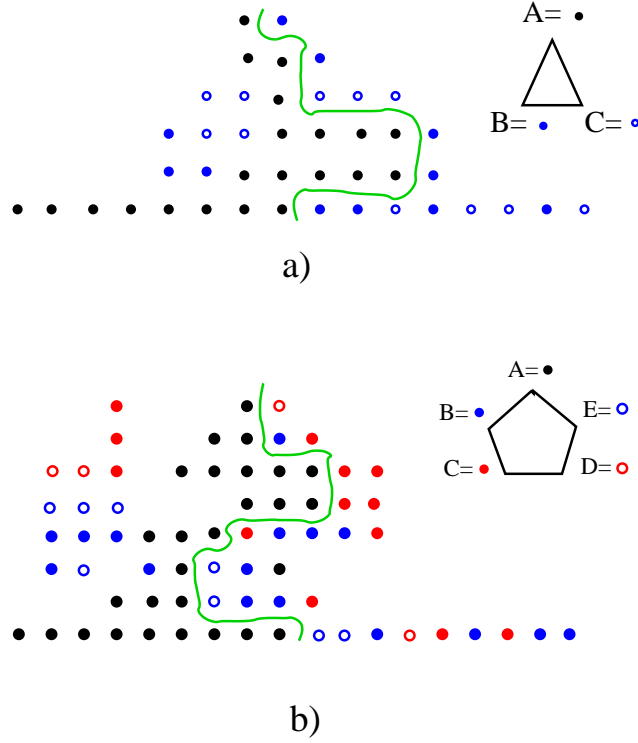 A=
B=
C=
a)
A=
B=
E=
C=
D=
b)